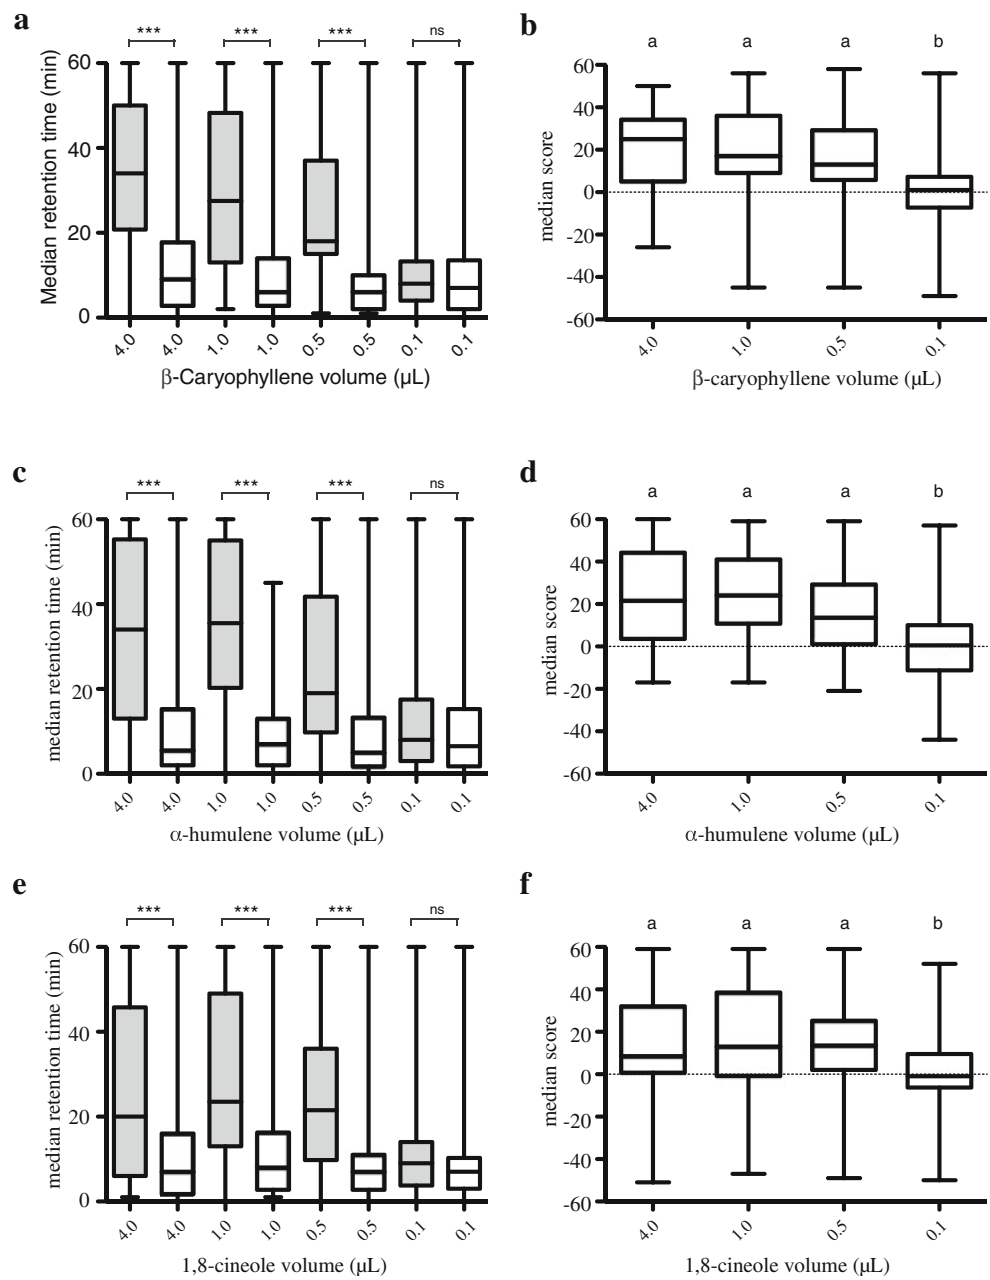 a
*** *** *** ns
Median retention time (min)
60
40
20
0
4.0 4.0 1.0 1.0 0.5 0.5 0.1 0.1
β-Caryophyllene volume (µL)
b
a a a b
median score
60
40
20
0
-20
-40
-60
4.0 1.0 0.5 0.1
β-caryophyllene volume (µL)
c
*** *** *** ns
median retention time (min)
60
40
20
0
4.0 4.0 1.0 1.0 0.5 0.5 0.1 0.1
α-humulene volume (µL)
d
a a a b
median score
60
40
20
0
-20
-40
-60
4.0 1.0 0.5 0.1
α-humulene volume (µL)
e
*** *** *** ns
median retention time (min)
60
40
20
0
4.0 4.0 1.0 1.0 0.5 0.5 0.1 0.1
1,8-cineole volume (µL)
f
a a a b
median score
60
40
20
0
-20
-40
-60
4.0 1.0 0.5 0.1
1,8-cineole volume (µL)